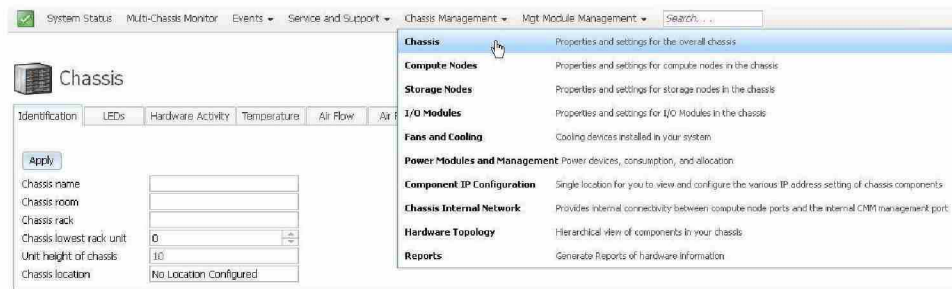 System Status Multi-Chassis Monitor Events Service and Support Chassis Management Mgt Module Management Search. . .
Chassis Properties and settings for the overall chassis
Compute Nodes Properties and settings for compute nodes in the chassis
Storage Nodes Properties and settings for storage nodes in the chassis
I/O Modules Properties and settings for I/O Modules in the chassis
Fans and Cooling Cooling devices installed in your system
Power Modules and Management Power devices, consumption, and allocation
Component IP Configuration Single location for you to view and configure the various IP address setting of chassis components
Chassis Internal Network Provides internal connectivity between compute node ports and the internal CMM management port
Hardware Topology Hierarchical view of components in your chassis
Reports Generate Reports of hardware information
Chassis
Identification LEDs Hardware Activity Temperature Air Flow Air
Apply
Chassis name
Chassis room
Chassis rack
Chassis lowest rack unit 0
Unit height of chassis 10
Chassis location No Location Configured